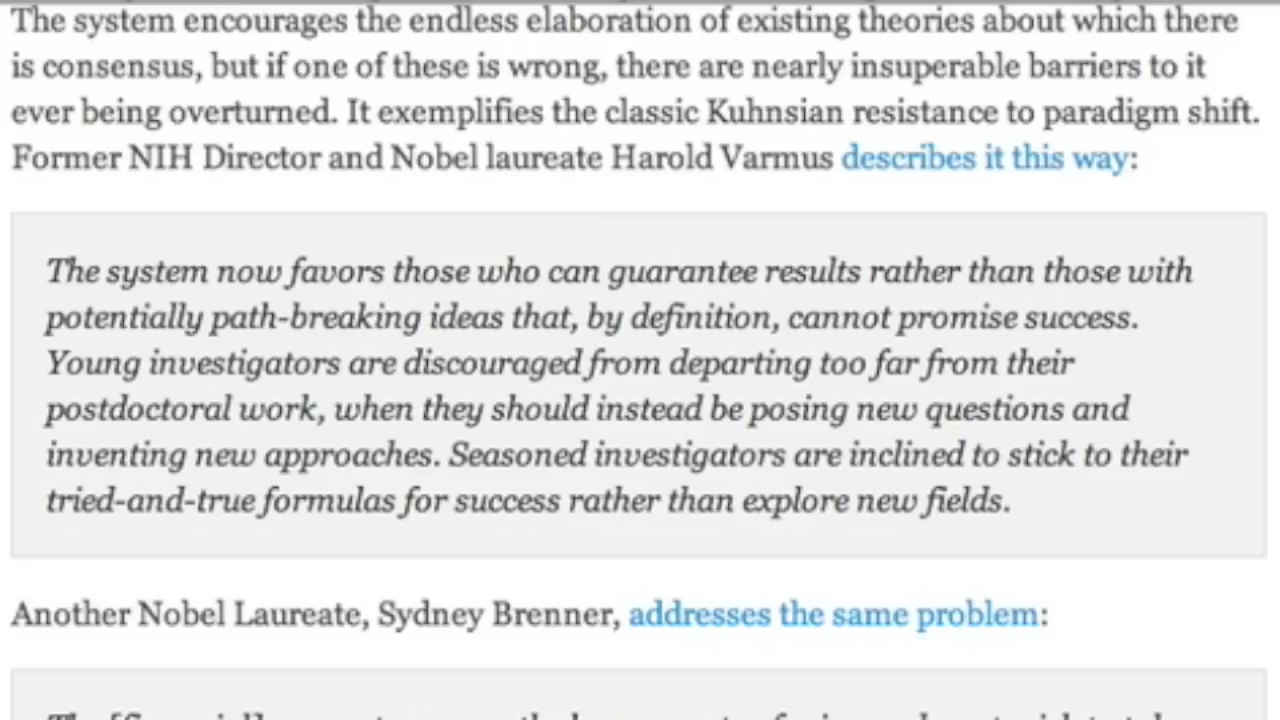 The system encourages the endless elaboration of existing theories about which there
is consensus, but if one of these is wrong, there are nearly insuperable barriers to it
ever being overturned. It exemplifies the classic Kuhnsian resistance to paradigm shift.
Former NIH Director and Nobel laureate Harold Varmus describes it this way:
The system now favors those who can guarantee results rather than those with
potentially path-breaking ideas that, by definition, cannot promise success.
Young investigators are discouraged from departing too far from their
postdoctoral work, when they should instead be posing new questions and
inventing new approaches. Seasoned investigators are inclined to stick to their
tried-and-true formulas for success rather than explore new fields.
Another Nobel Laureate, Sydney Brenner, addresses the same problem: